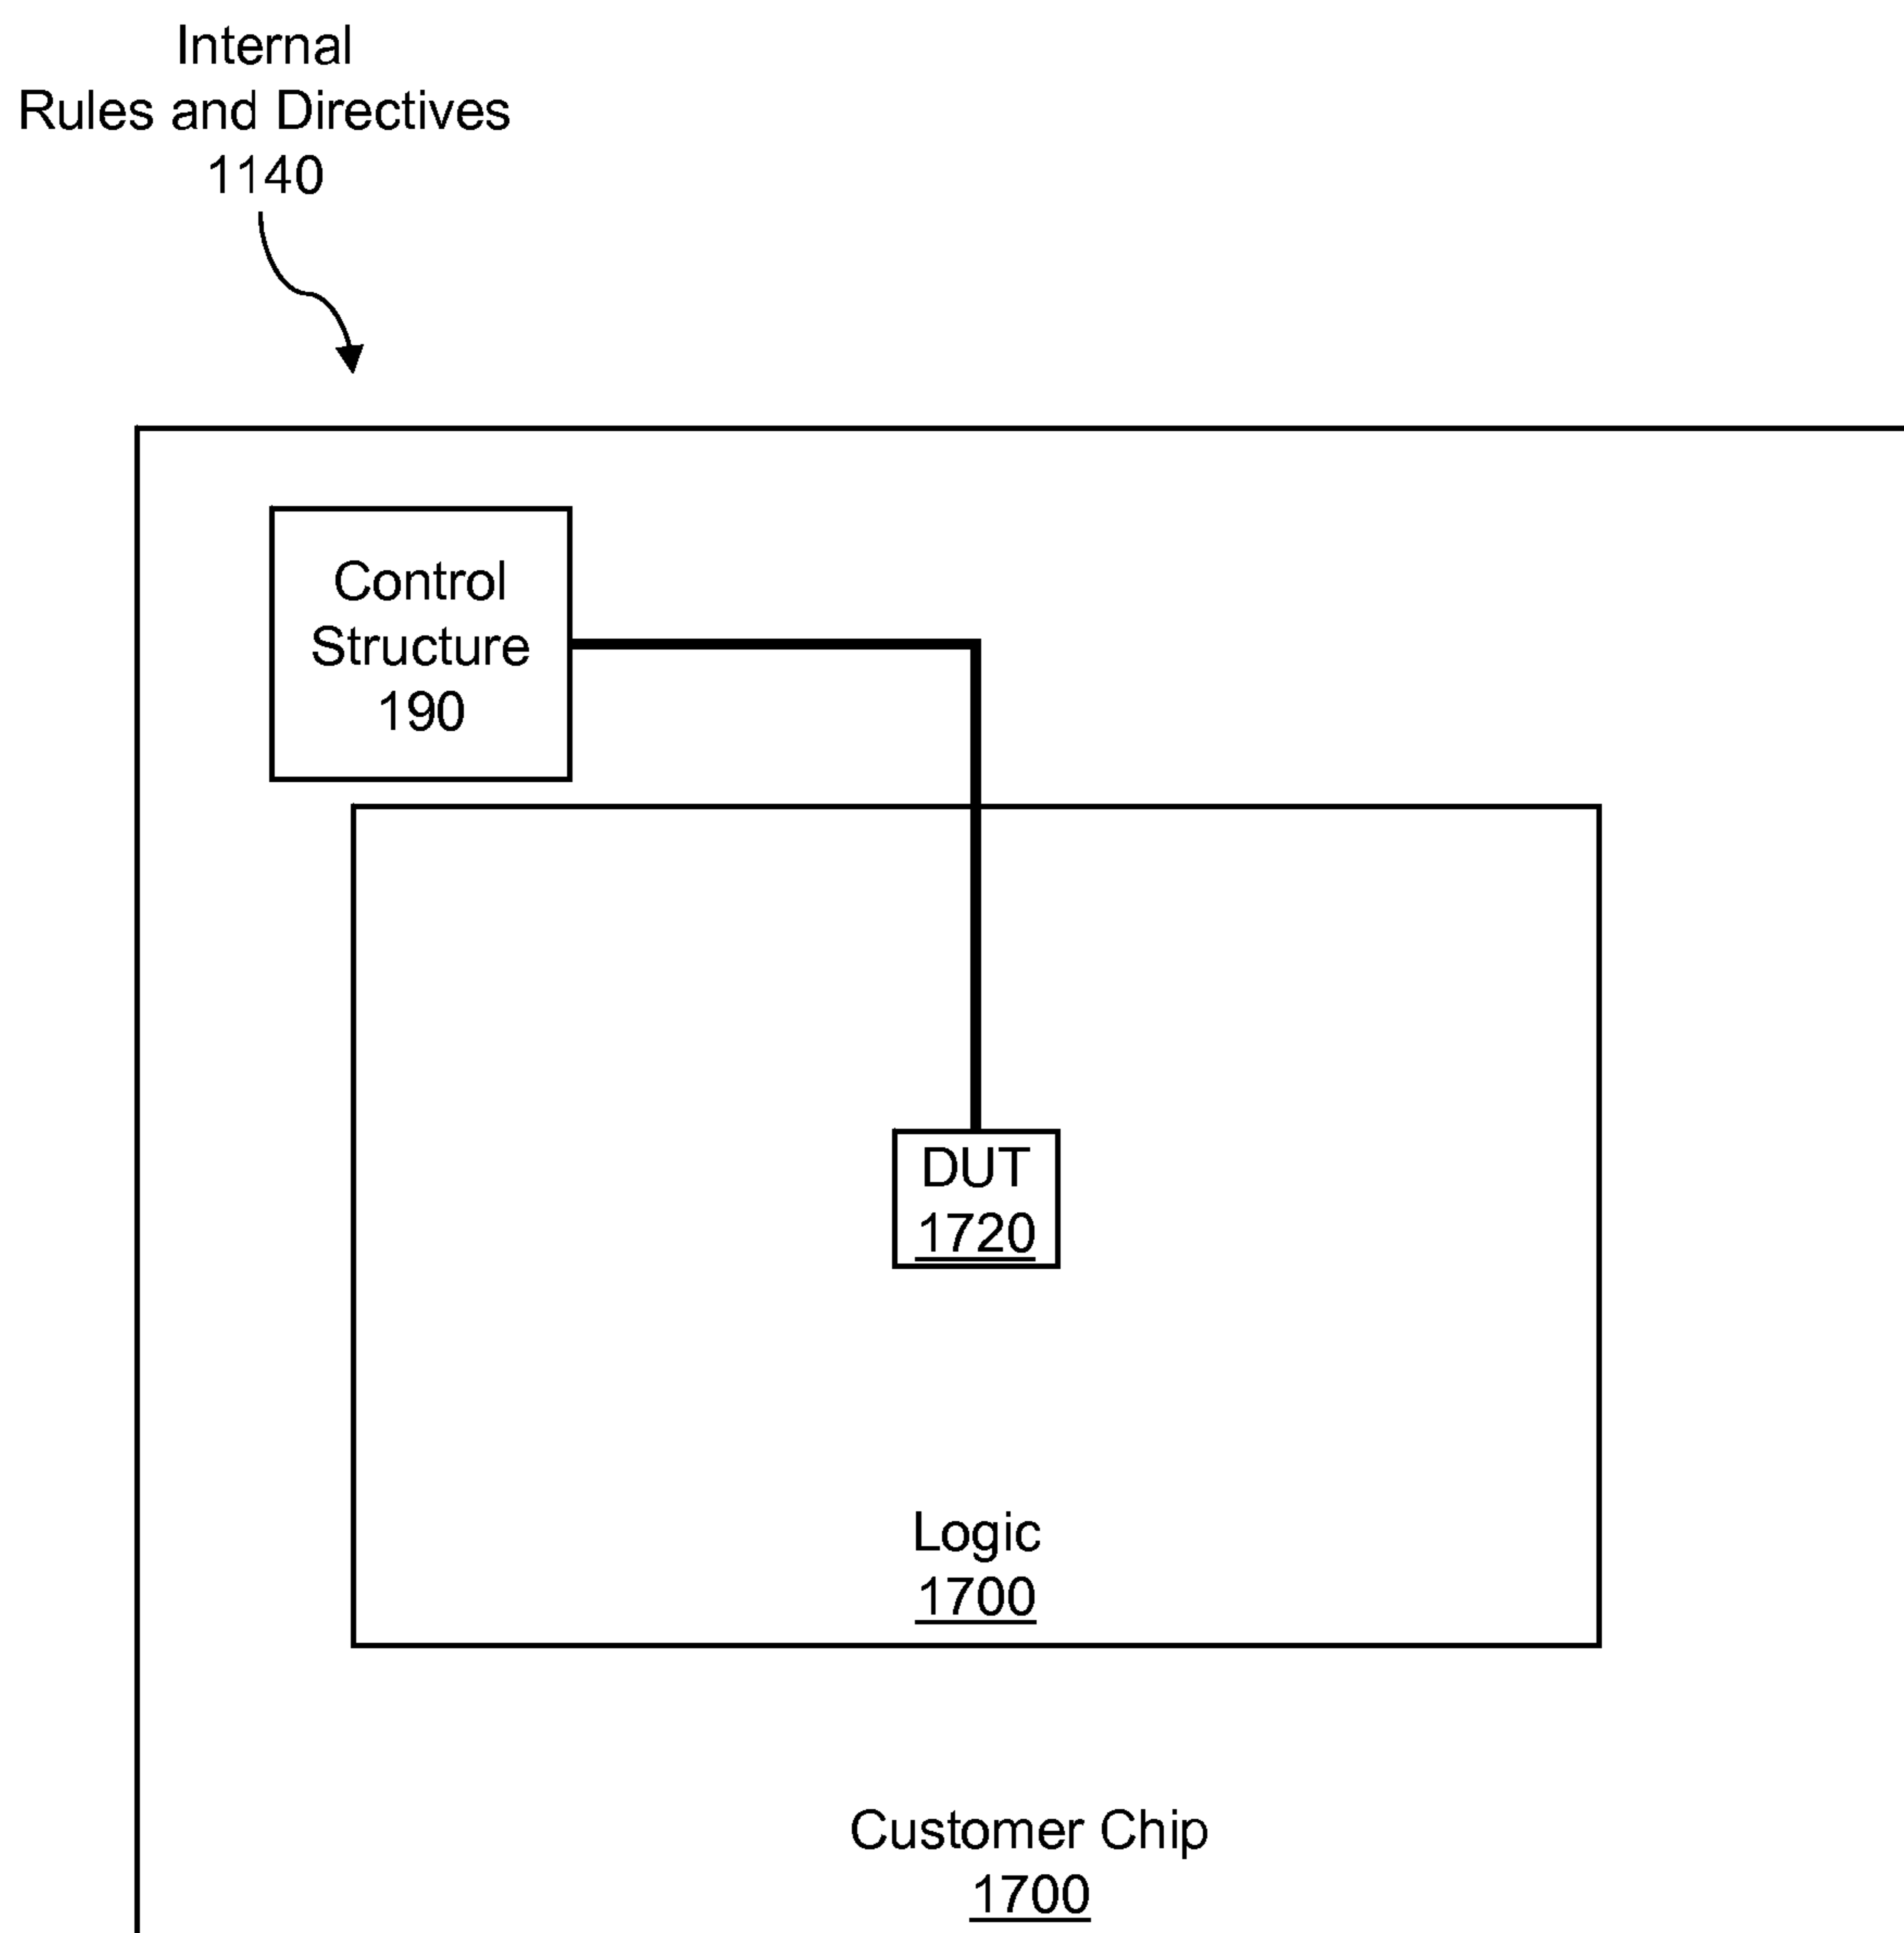 Internal
Rules and Directives
1140
Control
Structure
190
DUT
1720
Logic
1700
Customer Chip
1700